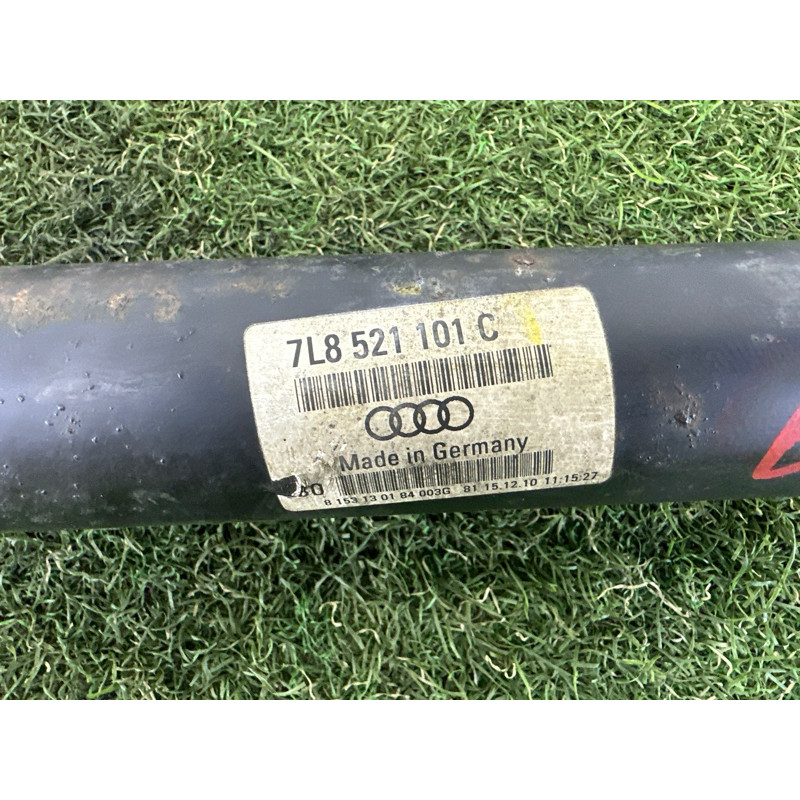 7L8 521 101 C
Made in Germany
8 153 13 01 84 003G 81 15.12.10 11:15:27